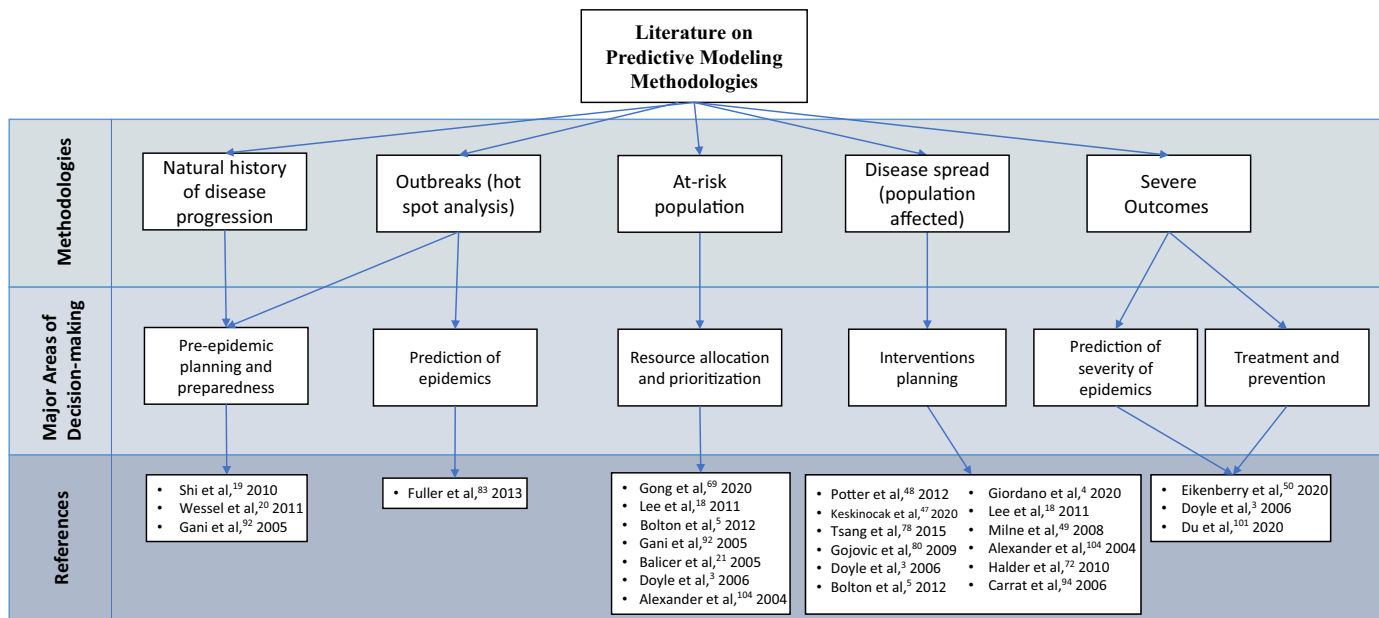 Literature on
Predictive Modeling
Methodologies
Methodologies
Natural history
of disease
progression
Outbreaks (hot
spot analysis)
At-risk
population
Disease spread
(population
affected)
Severe
Outcomes
Major Areas of
Decision-making
Pre-epidemic
planning and
preparedness
Prediction of
epidemics
Resource allocation
and prioritization
Interventions
planning
Prediction of
severity of
epidemics
Treatment and
prevention
References
• Shi et al,19 2010
• Wessel et al,20 2011
• Gani et al,92 2005
• Fuller et al,83 2013
• Gong et al,69 2020
• Lee et al,18 2011
• Bolton et al,5 2012
• Gani et al,92 2005
• Balicer et al,21 2005
• Doyle et al,3 2006
• Alexander et al,104 2004
• Potter et al,48 2012
• Keskinocak et al,47 2020
• Tsang et al,78 2015
• Gojovic et al,80 2009
• Doyle et al,3 2006
• Bolton et al,5 2012
• Giordano et al,4 2020
• Lee et al,18 2011
• Milne et al,49 2008
• Alexander et al,104 2004
• Halder et al,72 2010
• Carrat et al,94 2006
• Eikenberry et al,50 2020
• Doyle et al,3 2006
• Du et al,101 2020